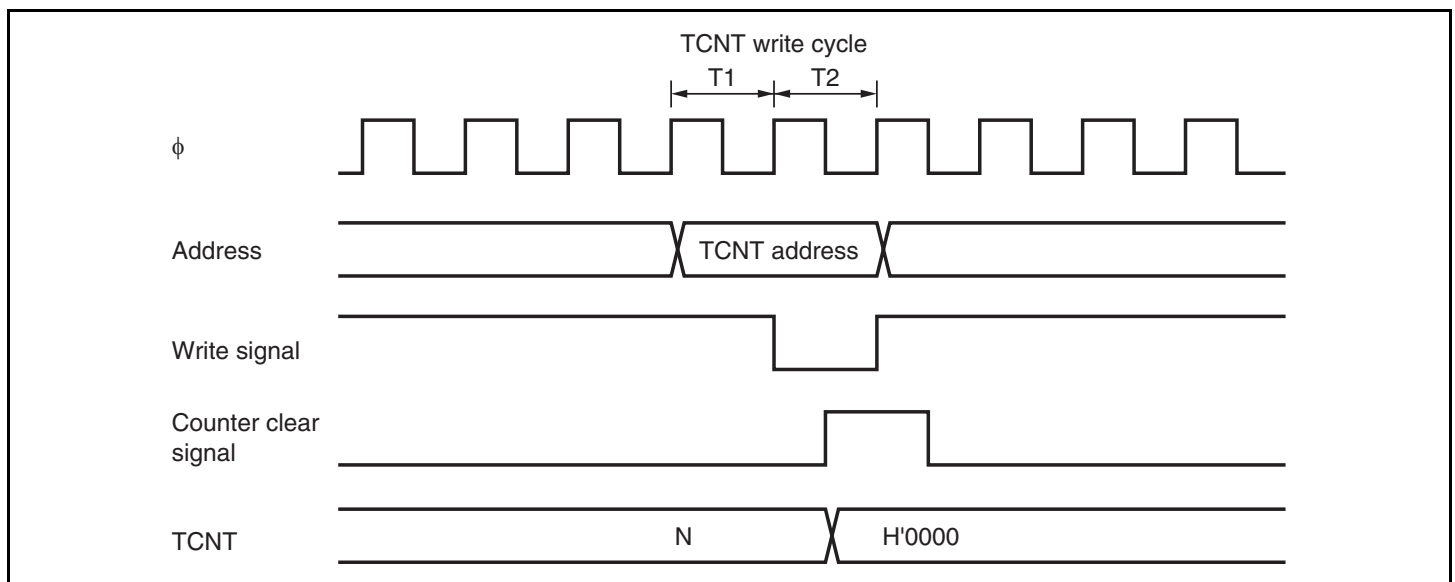 TCNT write cycle
T1 T2
ϕ
Address
TCNT address
Write signal
Counter clear
signal
TCNT
N
H'0000